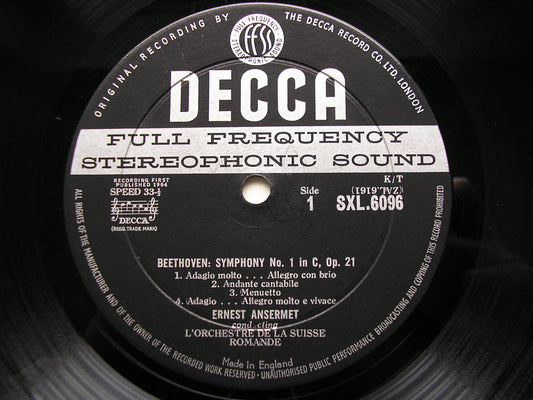 ORIGINAL RECORDING BY THE DECCA RECORD CO. LTD. LONDON
FULL FREQUENCY
ffss
STEREOPHONIC SOUND
DECCA
FULL FREQUENCY
STEREOPHONIC SOUND
RECORDING FIRST
PUBLISHED 1964
SPEED 33⅓
DECCA
(REGD. TRADE MARK)
K/T
(ZAL.6161)
Side
1
SXL.6096
BEETHOVEN: SYMPHONY No. 1 in C, Op. 21
1. Adagio molto . . . Allegro con brio
2. Andante cantabile
3. Menuetto
4. Adagio . . . Allegro molto e vivace
ERNEST ANSERMET
cond cting
L'ORCHESTRE DE LA SUISSE
ROMANDE
Made in England
ALL RIGHTS OF THE MANUFACTURER AND OF THE OWNER OF THE RECORDED WORK RESERVED · UNAUTHORISED PUBLIC PERFORMANCE BROADCASTING AND COPYING OF THIS RECORD PROHIBITED